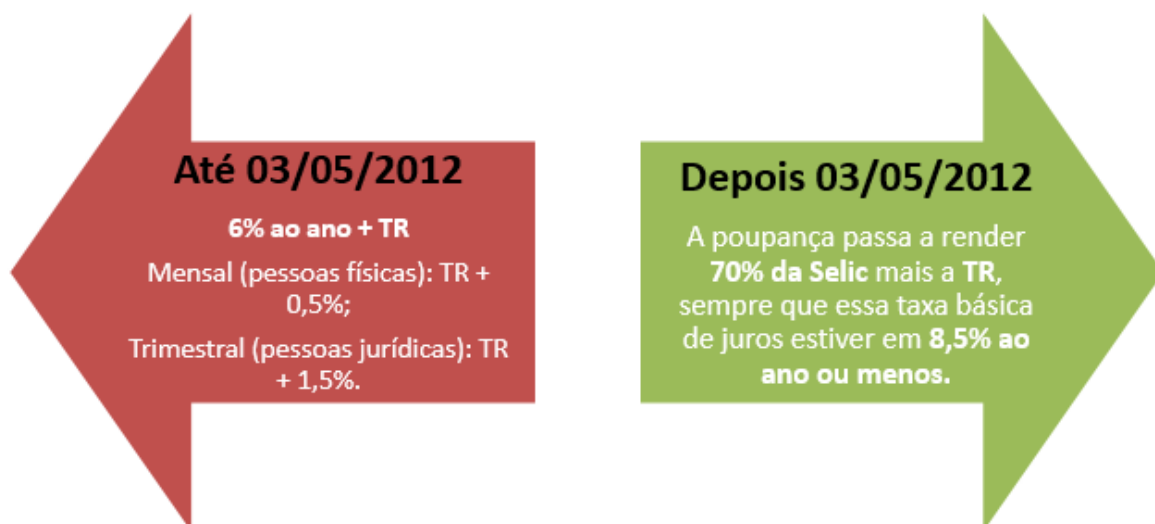 Até 03/05/2012
6% ao ano + TR
Mensal (pessoas físicas): TR +
0,5%;
Trimestral (pessoas jurídicas): TR
+ 1,5%.
Depois 03/05/2012
A poupança passa a render
70% da Selic mais a TR,
sempre que essa taxa básica
de juros estiver em 8,5% ao
ano ou menos.